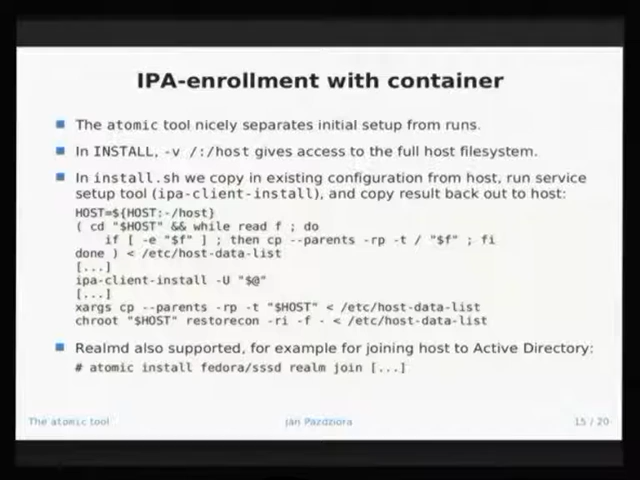 IPA-enrollment with container
The atomic tool nicely separates initial setup from runs.
In INSTALL, -v /:/host gives access to the full host filesystem.
In install.sh we copy in existing configuration from host, run service
setup tool (ipa-client-install), and copy result back out to host:
HOST=${HOST:-/host}
( cd "$HOST" && while read f ; do
if [ -e "$f" ] ; then cp --parents -rp -t / "$f" ; fi
done ) < /etc/host-data-list
[...]
ipa-client-install -U "$@"
[...]
xargs cp --parents -rp -t "$HOST" < /etc/host-data-list
chroot "$HOST" restorecon -ri -f - < /etc/host-data-list
Realmd also supported, for example for joining host to Active Directory:
# atomic install fedora/sssd realm join [...]
The atomic tool
Jan Pazdziora
15 / 20